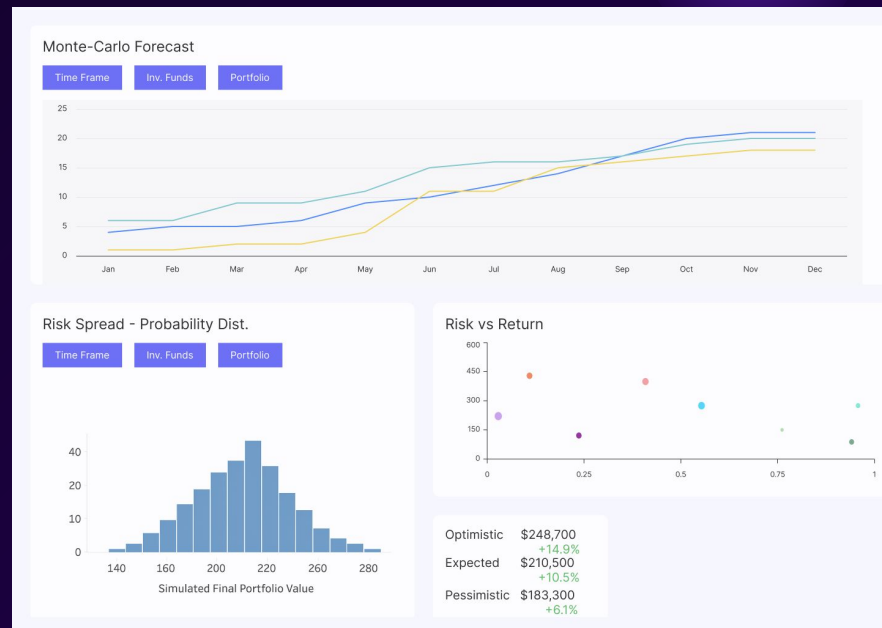 Monte-Carlo Forecast
Time Frame Inv. Funds Portfolio
25
20
15
10
5
0
Jan Feb Mar Apr May Jun Jul Aug Sep Oct Nov Dec
Risk Spread - Probability Dist.
Time Frame Inv. Funds Portfolio
40
20
10
0
140 160 200 220 260 280
Simulated Final Portfolio Value
Risk vs Return
600
450
300
150
0
0 0.25 0.5 0.75 1
Optimistic $248,700
+14.9%
Expected $210,500
+10.5%
Pessimistic $183,300
+6.1%